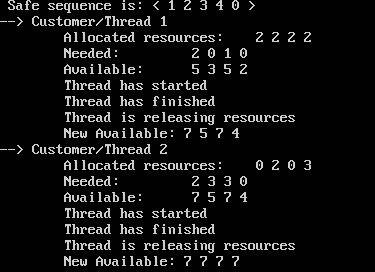 Safe sequence is: < 1 2 3 4 0 >
--> Customer/Thread 1
Allocated resources: 2 2 2 2
Needed: 2 0 1 0
Available: 5 3 5 2
Thread has started
Thread has finished
Thread is releasing resources
New Available: 7 5 7 4
--> Customer/Thread 2
Allocated resources: 0 2 0 3
Needed: 2 3 3 0
Available: 7 5 7 4
Thread has started
Thread has finished
Thread is releasing resources
New Available: 7 7 7 7